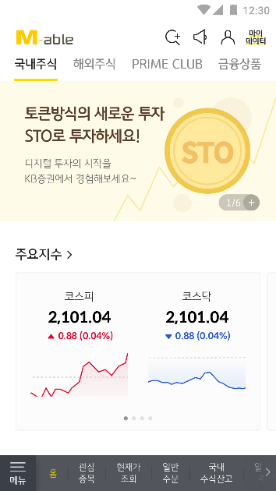 12:30
M-able
마이
데이터
국내주식 해외주식 PRIME CLUB 금융상품
토큰방식의 새로운 투자
STO로 투자하세요!
디지털 투자의 시작을
KB증권에서 경험해보세요~
STO
1/6 +
주요지수 >
코스피 코스닥
2,101.04 2,101.04
▲ 0.88 (0.04%) ▼ 0.88 (0.04%)
메뉴
홈
관심
종목
현재가
조회
일반
주문
국내
주식잔고